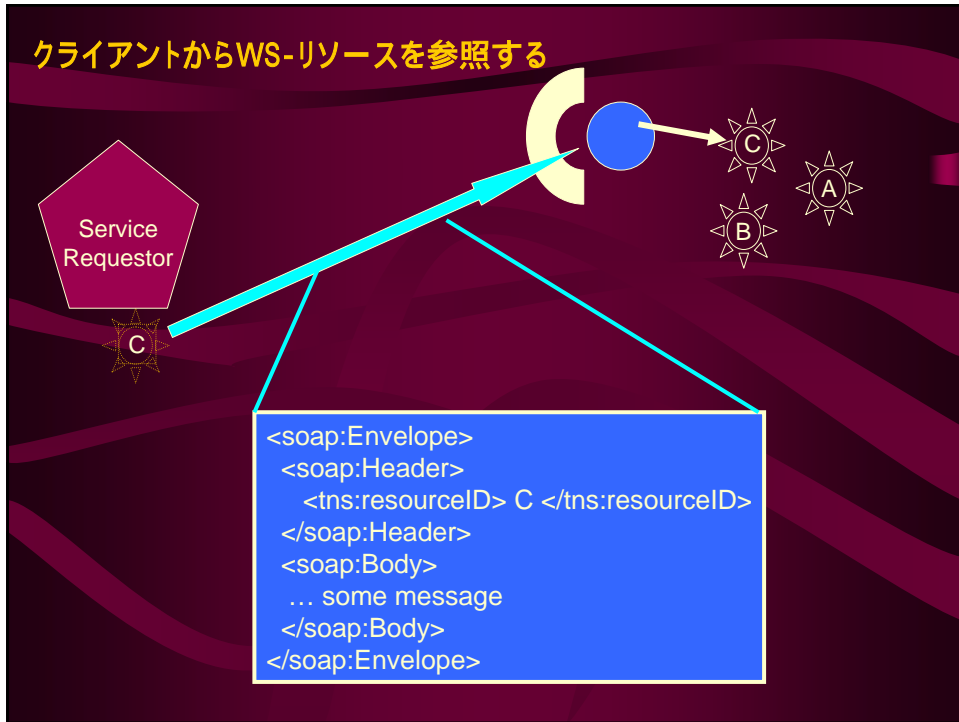 クライアントからWS-リソースを参照する
C
A
B
Service
Requestor
C
<soap:Envelope>
<soap:Header>
<tns:resourceID> C </tns:resourceID>
</soap:Header>
<soap:Body>
… some message
</soap:Body>
</soap:Envelope>